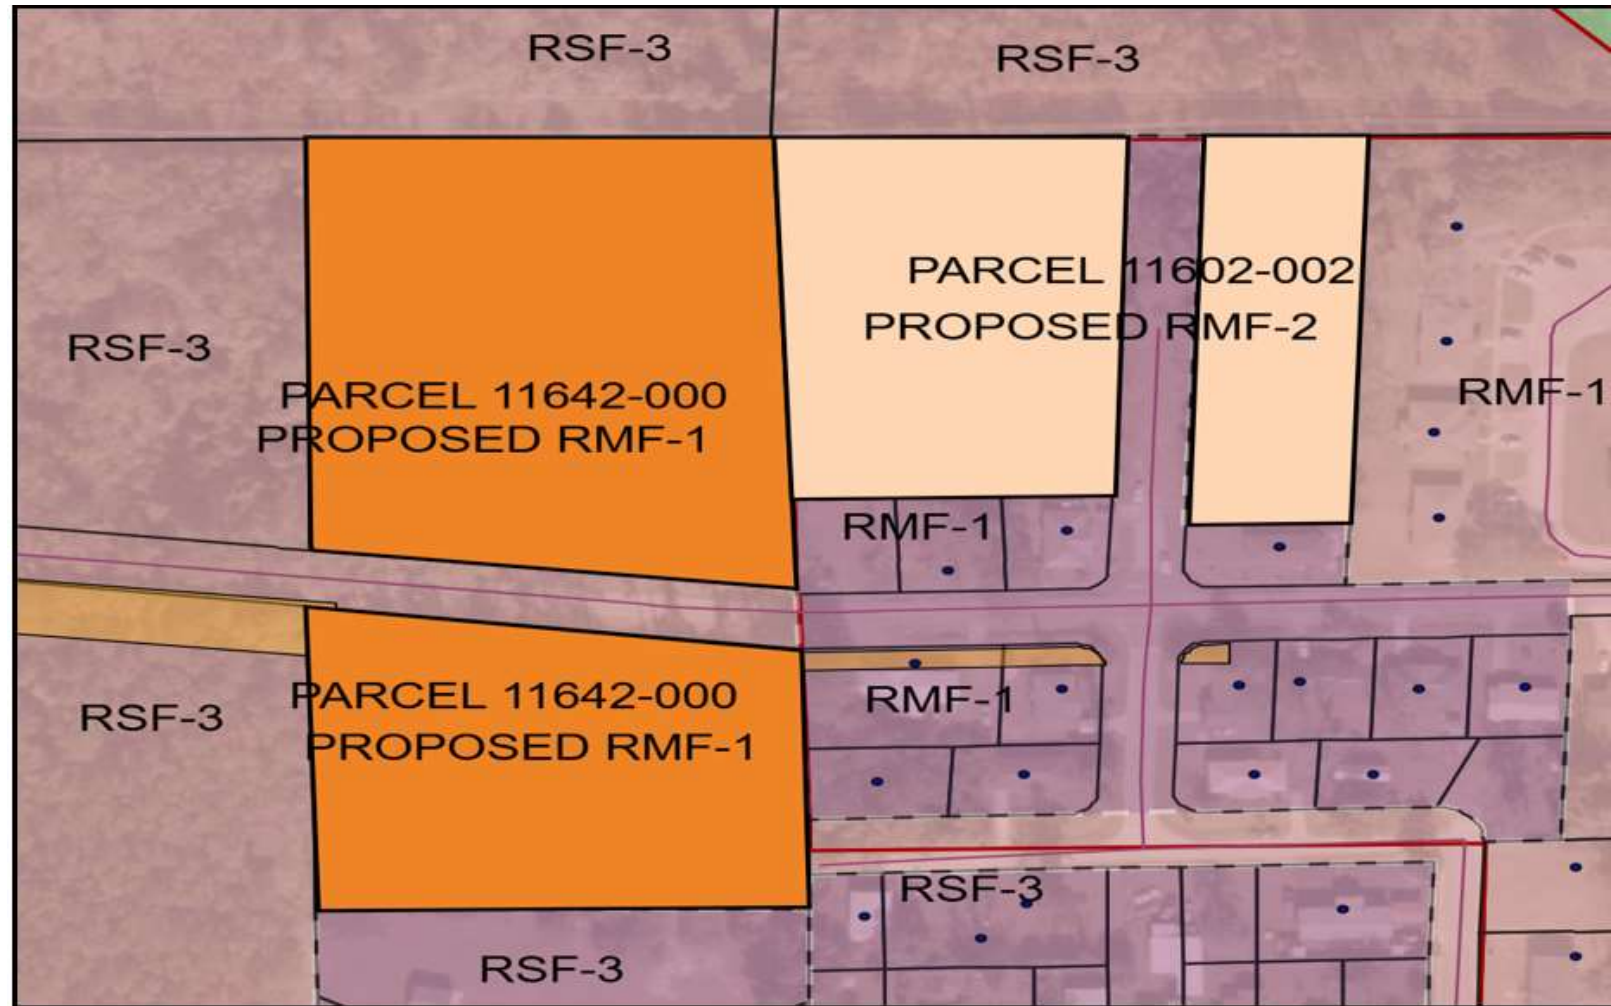 RSF-3
RSF-3
PARCEL 11602-002
PROPOSED RMF-2
RSF-3
PARCEL 11642-000
PROPOSED RMF-1
RMF-1
RMF-1
PARCEL 11642-000
PROPOSED RMF-1
RMF-1
RSF-3
RSF-3
RSF-3